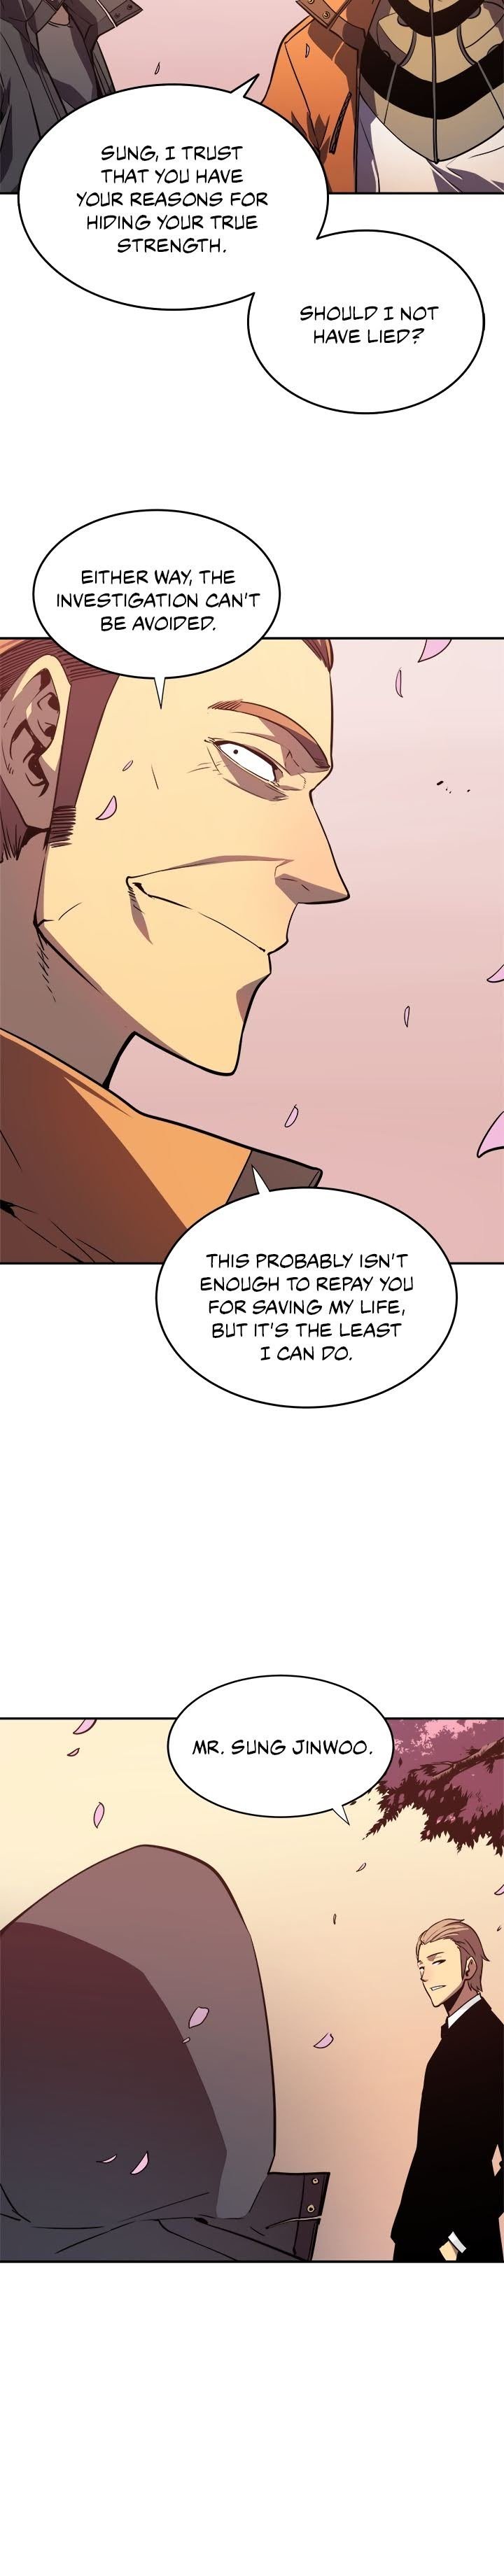 SUNG, I TRUST
THAT YOU HAVE
YOUR REASONS FOR
HIDING YOUR TRUE
STRENGTH.
SHOULD I NOT
HAVE LIED?
EITHER WAY, THE
INVESTIGATION CAN'T
BE AVOIDED.
THIS PROBABLY ISN'T
ENOUGH TO REPAY YOU
FOR SAVING MY LIFE,
BUT IT'S THE LEAST
I CAN DO.
MR. SUNG JINWOO.